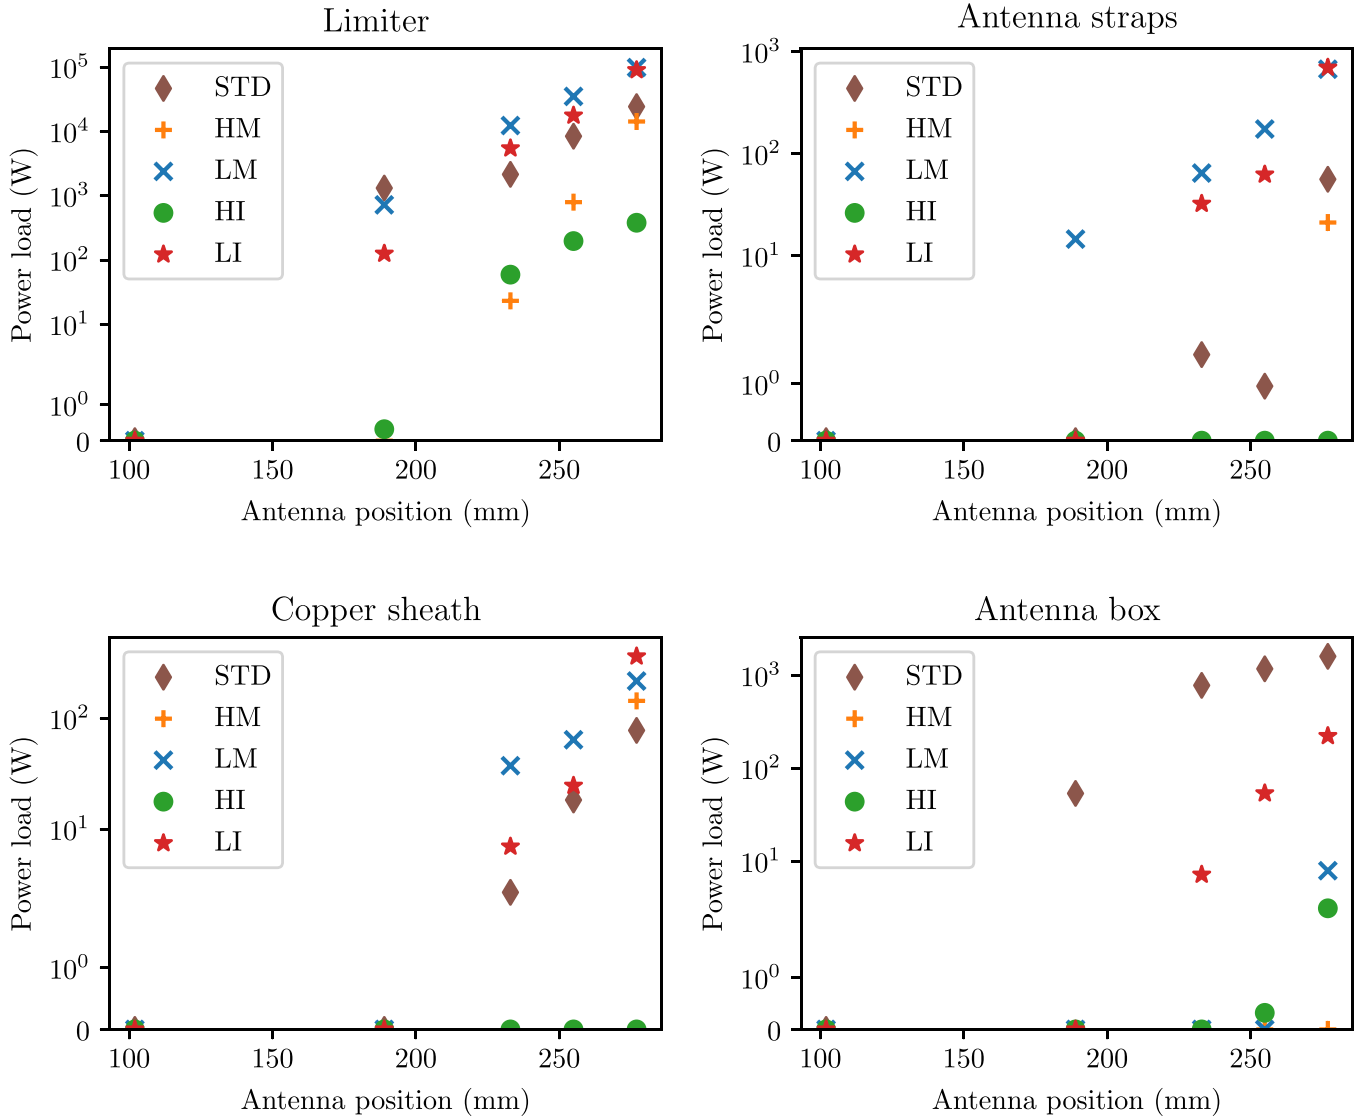 Limiter
Power load (W)
10^5
10^4
10^3
10^2
10^1
10^0
0
STD
HM
LM
HI
LI
100 150 200 250
Antenna position (mm)
Antenna straps
Power load (W)
10^3
10^2
10^1
10^0
0
STD
HM
LM
HI
LI
100 150 200 250
Antenna position (mm)
Copper sheath
Power load (W)
10^2
10^1
10^0
0
STD
HM
LM
HI
LI
100 150 200 250
Antenna position (mm)
Antenna box
Power load (W)
10^3
10^2
10^1
10^0
0
STD
HM
LM
HI
LI
100 150 200 250
Antenna position (mm)